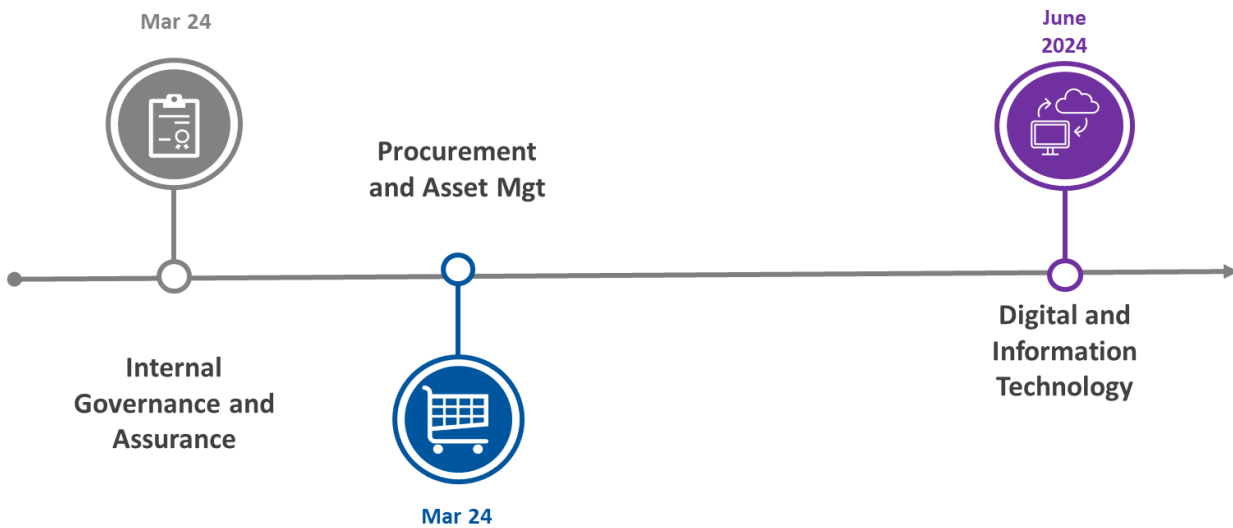 Mar 24
Internal
Governance and
Assurance
Procurement
and Asset Mgt
Mar 24
June
2024
Digital and
Information
Technology